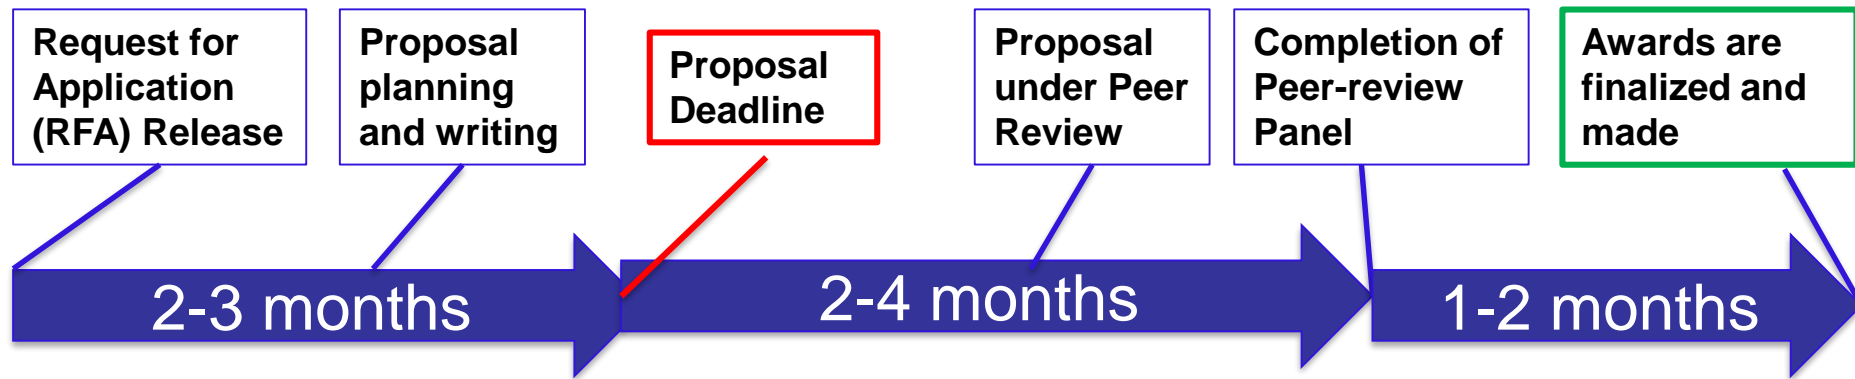 Request for
Application
(RFA) Release
Proposal
planning
and writing
Proposal
Deadline
Proposal
under Peer
Review
Completion of
Peer-review
Panel
Awards are
finalized and
made
2-3 months
2-4 months
1-2 months